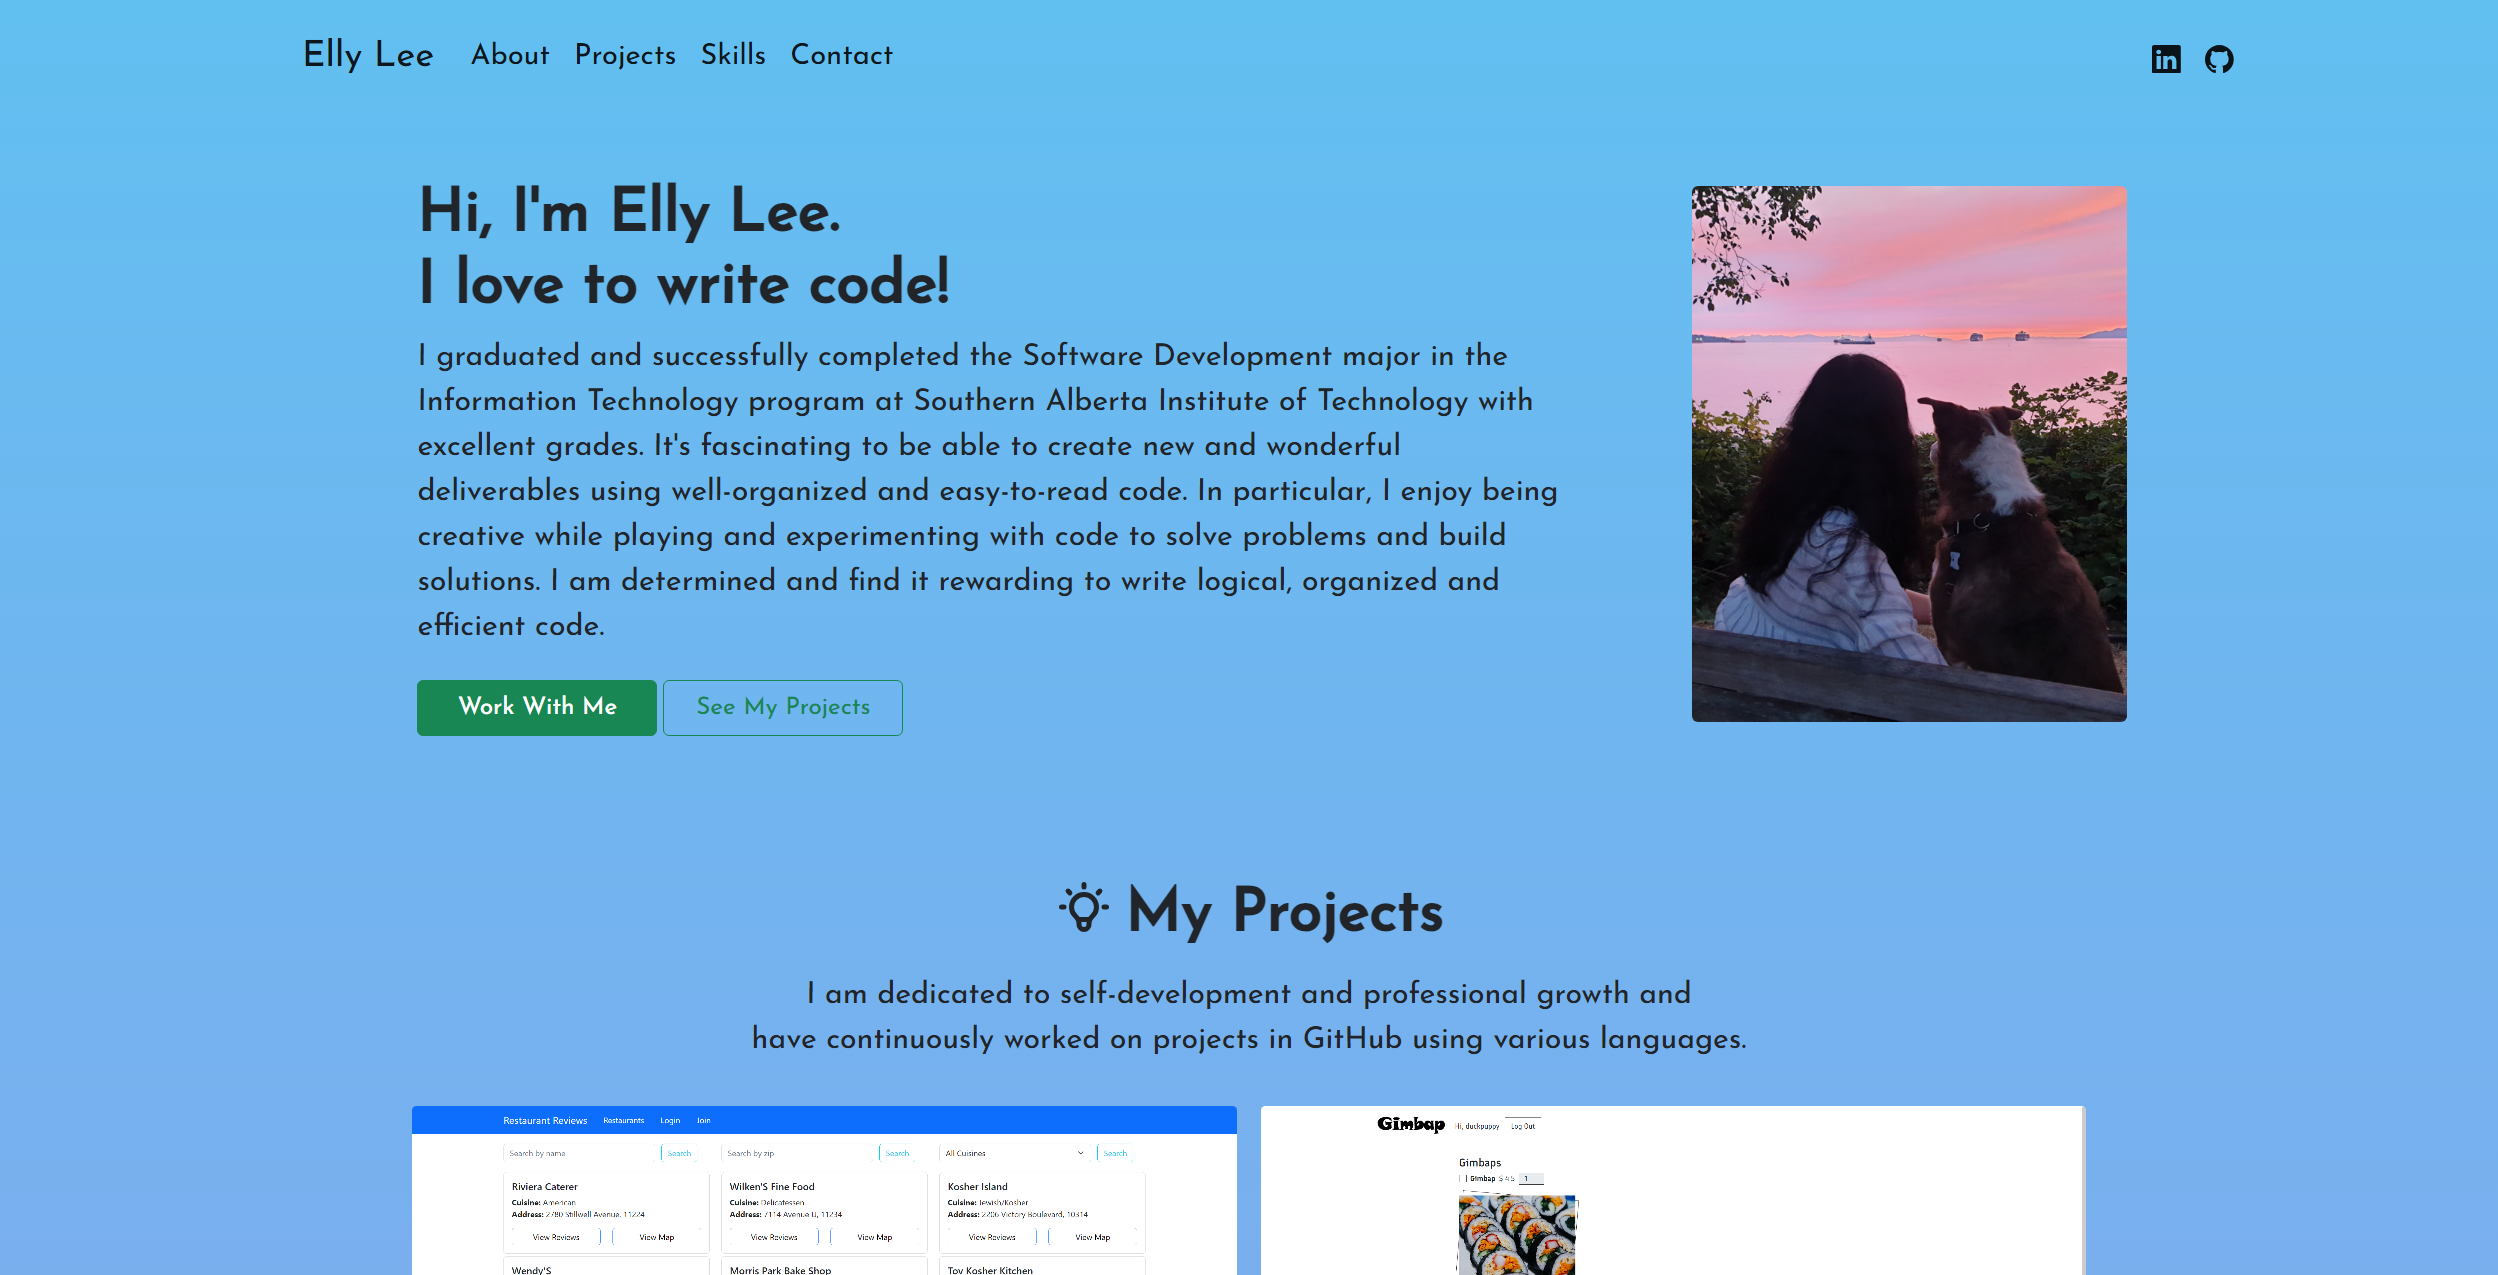 Elly Lee About Projects Skills Contact
Hi, I'm Elly Lee.
I love to write code!
I graduated and successfully completed the Software Development major in the
Information Technology program at Southern Alberta Institute of Technology with
excellent grades. It's fascinating to be able to create new and wonderful
deliverables using well-organized and easy-to-read code. In particular, I enjoy being
creative while playing and experimenting with code to solve problems and build
solutions. I am determined and find it rewarding to write logical, organized and
efficient code.
Work With Me See My Projects
My Projects
I am dedicated to self-development and professional growth and
have continuously worked on projects in GitHub using various languages.
Restaurant Reviews Restaurants Login Join
Search by name Search Search by zip Search All Cuisines Search
Riviera Caterer
Cuisine: American
Address: 2780 Stillwell Avenue, 11224
View Reviews View Map
Wilken'S Fine Food
Cuisine: Delicatessen
Address: 7114 Avenue U, 11234
View Reviews View Map
Kosher Island
Cuisine: Jewish/Kosher
Address: 2206 Victory Boulevard, 10314
View Reviews View Map
Wendy'S
Morris Park Bake Shop
Tov Kosher Kitchen
Gimbap Hi, duckpuppy Log Out
Gimbaps
Gimbap $ 4.5 1